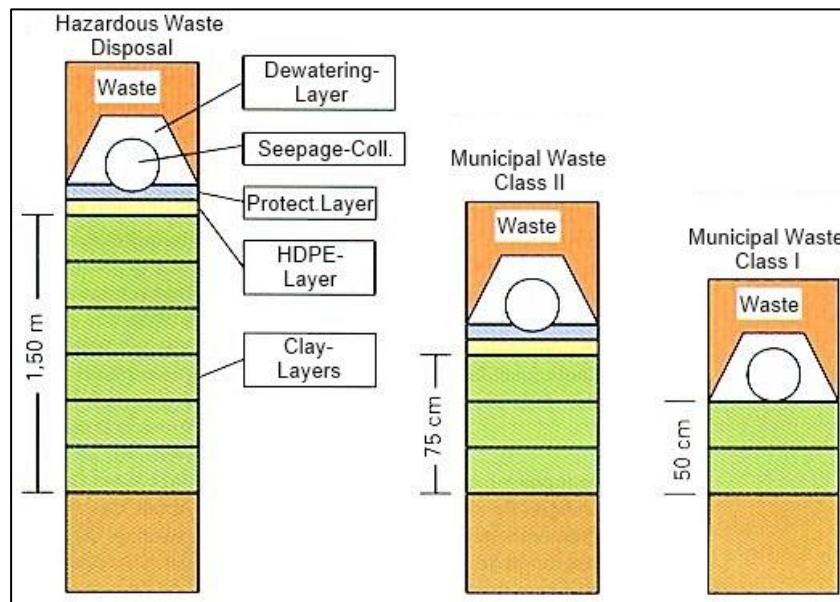 Hazardous Waste
Disposal
Waste
Dewatering-
Layer
Seepage-Coll.
Protect.Layer
HDPE-
Layer
Clay-
Layers
1,50 m
Municipal Waste
Class II
Waste
75 cm
Municipal Waste
Class I
Waste
50 cm